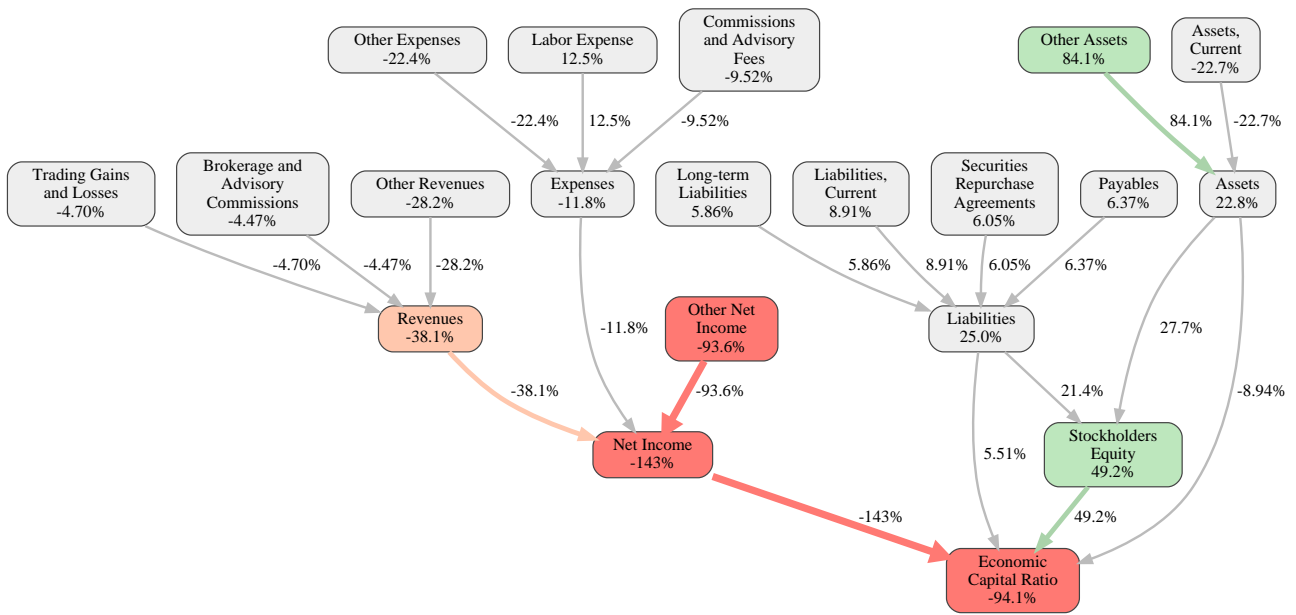 Other Expenses
-22.4%
Labor Expense
12.5%
Commissions
and Advisory
Fees
-9.52%
Other Assets
84.1%
Assets,
Current
-22.7%
-22.4%
12.5%
-9.52%
84.1%
-22.7%
Trading Gains
and Losses
-4.70%
Brokerage and
Advisory
Commissions
-4.47%
Other Revenues
-28.2%
Expenses
-11.8%
Long-term
Liabilities
5.86%
Liabilities,
Current
8.91%
Securities
Repurchase
Agreements
6.05%
Payables
6.37%
Assets
22.8%
-4.70%
-4.47%
-28.2%
5.86%
8.91%
6.05%
6.37%
Revenues
-38.1%
-11.8%
Other Net
Income
-93.6%
Liabilities
25.0%
27.7%
-38.1%
-93.6%
21.4%
-8.94%
Net Income
-143%
5.51%
Stockholders
Equity
49.2%
-143%
49.2%
Economic
Capital Ratio
-94.1%